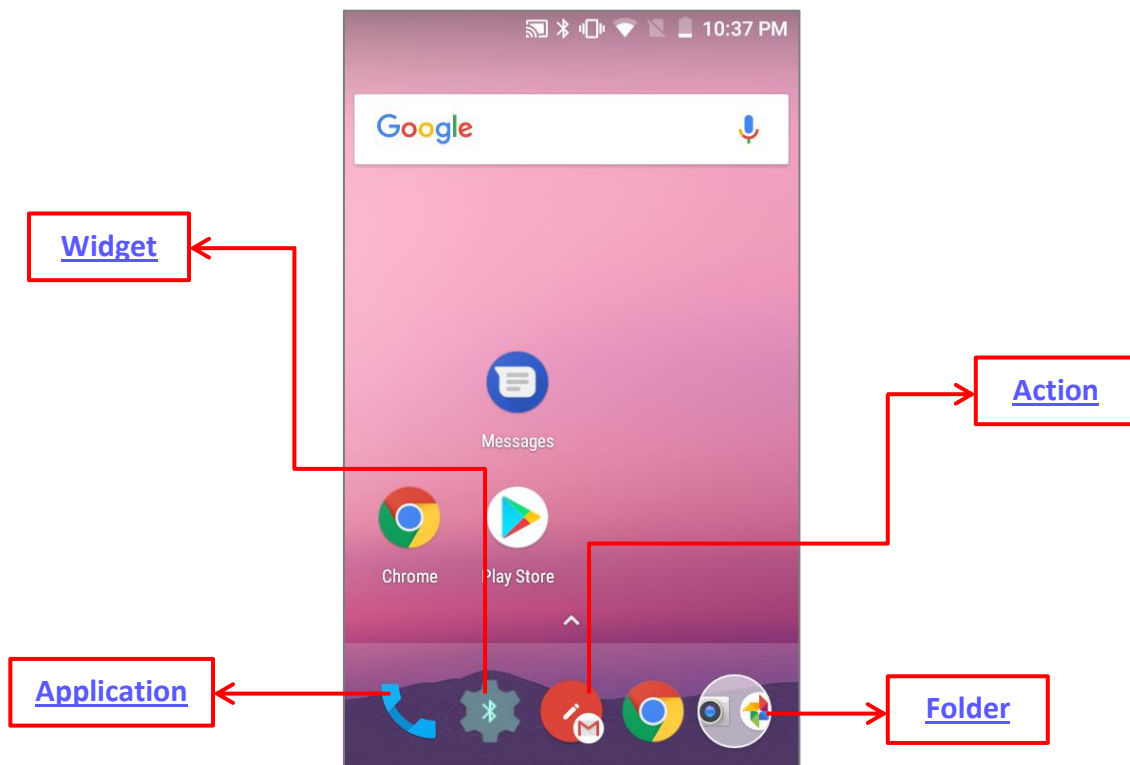 10:37 PM
Google
Widget
Action
Messages
Chrome
Play Store
Application
Folder